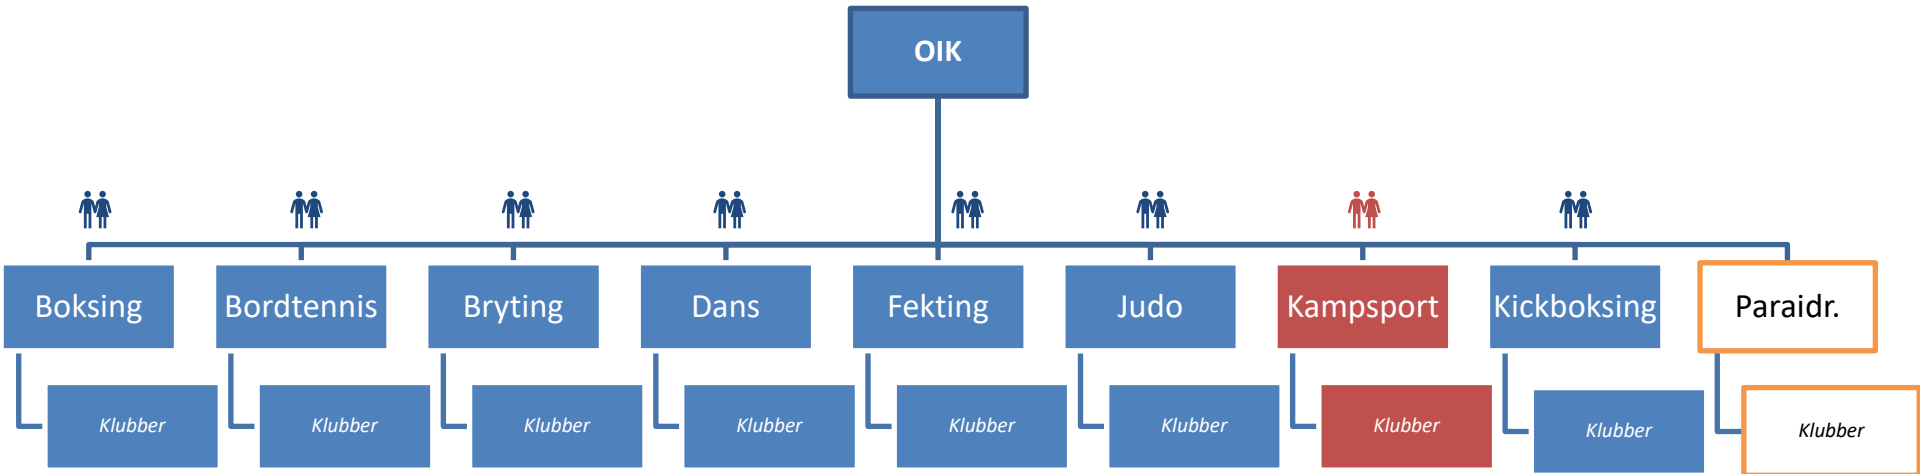 OIK
Boksing
Bordtennis
Bryting
Dans
Fekting
Judo
Kampsport
Kickboksing
Paraidr.
Klubber
Klubber
Klubber
Klubber
Klubber
Klubber
Klubber
Klubber
Klubber